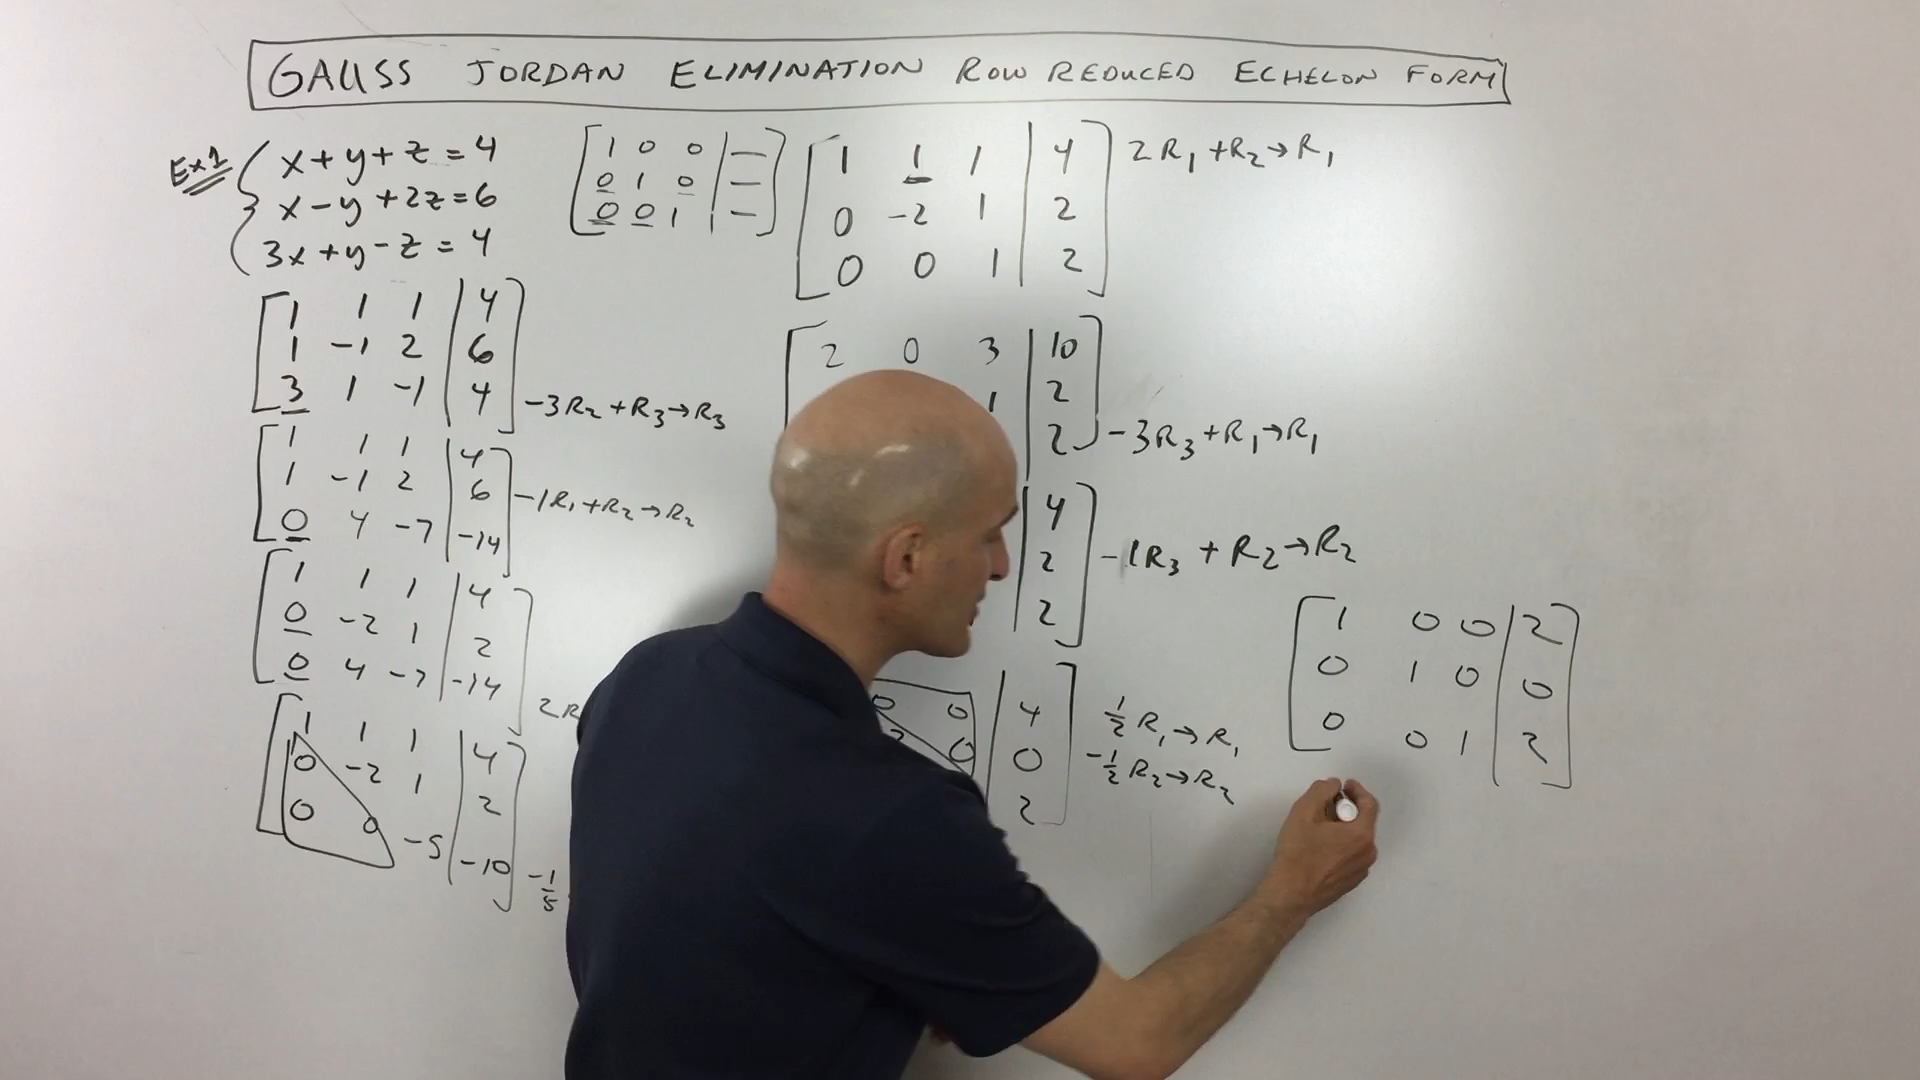 GAUSS JORDAN ELIMINATION ROW REDUCED ECHELON FORM
Ex 1
x + y + z = 4
x - y + 2z = 6
3x + y - z = 4
1 1 1 | 4
1 -1 2 | 6
3 1 -1 | 4
-3R2 + R3 → R3
1 1 1 | 4
1 -1 2 | 6
0 4 -7 | -14
-1R1 + R2 → R2
1 1 1 | 4
0 -2 1 | 2
0 4 -7 | -14
2R
1 1 1 | 4
0 -2 1 | 2
0 0 -5 | -10
-1/5
1 0 0 | —
0 1 0 | —
0 0 1 | —
1 1 1 | 4
0 -2 1 | 2
0 0 1 | 2
2R1 + R2 → R1
2 0 3 | 10
1 | 2
2
-3R3 + R1 → R1
4
2
2
-1R3 + R2 → R2
0 0 | 4
0 | 0
2
1/2 R1 → R1
-1/2 R2 → R2
1 0 0 | 2
0 1 0 | 0
0 0 1 | 2